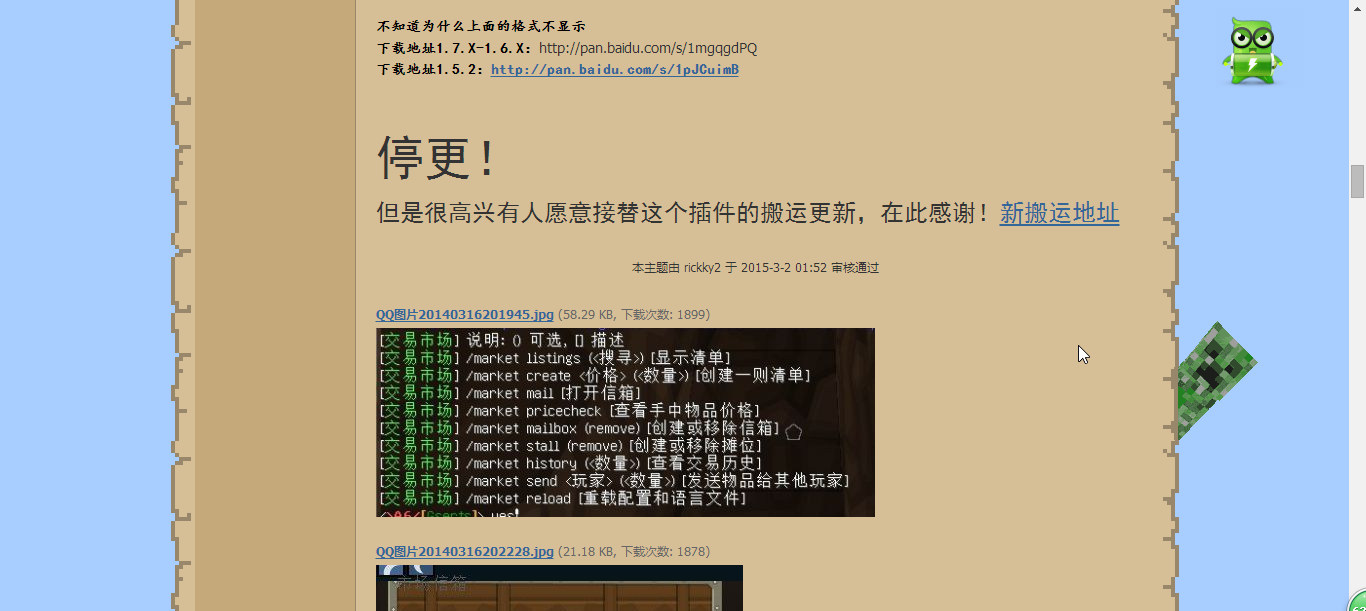 不知道为什么上面的格式不显示
下载地址1.7.X-1.6.X：http://pan.baidu.com/s/1mgqgdPQ
下载地址1.5.2：http://pan.baidu.com/s/1pJCuimB
停更！
但是很高兴有人愿意接替这个插件的搬运更新，在此感谢！新搬运地址
本主题由 rickky2 于 2015-3-2 01:52 审核通过
QQ图片20140316201945.jpg (58.29 KB, 下载次数: 1899)
[交易市场] 说明: () 可选, [] 描述
[交易市场] /market listings (<搜寻>) [显示清单]
[交易市场] /market create <价格> (<数量>) [创建一则清单]
[交易市场] /market mail [打开信箱]
[交易市场] /market pricecheck [查看手中物品价格]
[交易市场] /market mailbox (remove) [创建或移除信箱]
[交易市场] /market stall (remove) [创建或移除摊位]
[交易市场] /market history (<数量>) [查看交易历史]
[交易市场] /market send <玩家> (<数量>) [发送物品给其他玩家]
[交易市场] /market reload [重载配置和语言文件]
QQ图片20140316202228.jpg (21.18 KB, 下载次数: 1878)
市场信箱